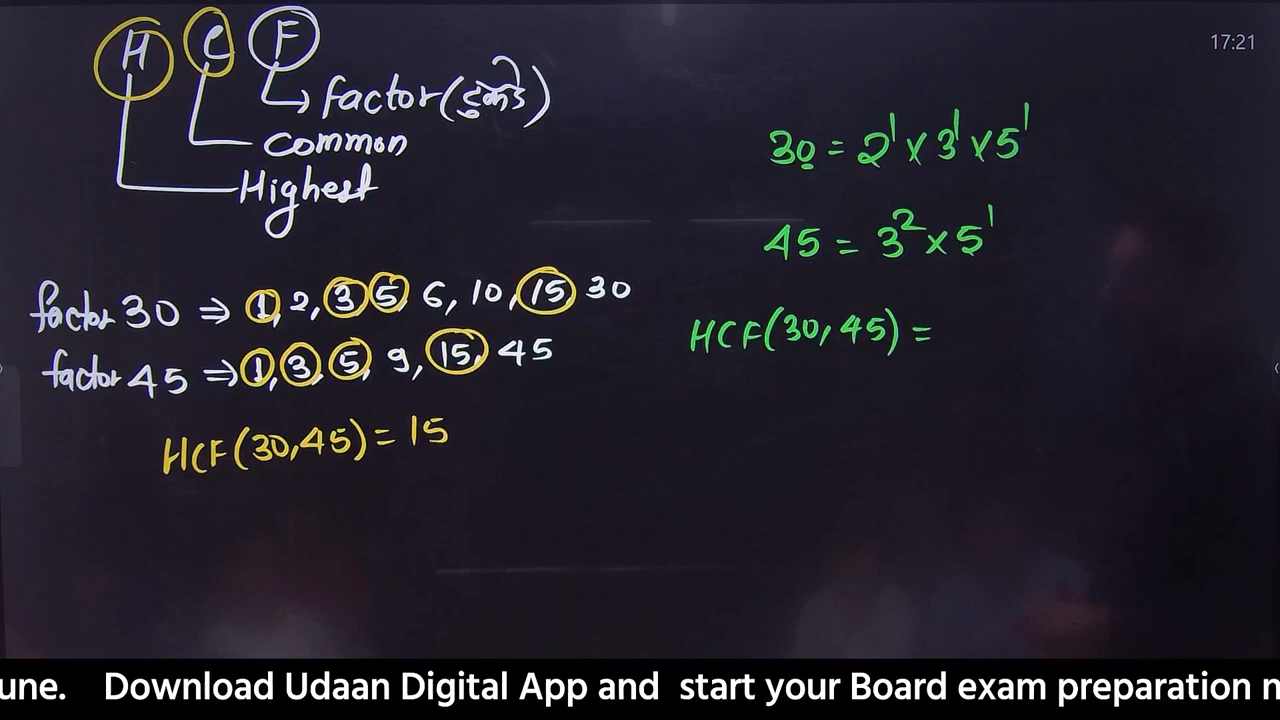 H C F
factor (टुकड़े)
Common
Highest
factor 30 ⇒ 1, 2, 3, 5, 6, 10, 15, 30
factor 45 ⇒ 1, 3, 5, 9, 15, 45
HCF(30,45) = 15
17:21
30 = 2¹ × 3¹ × 5¹
45 = 3² × 5¹
HCF(30,45) =
une. Download Udaan Digital App and start your Board exam preparation